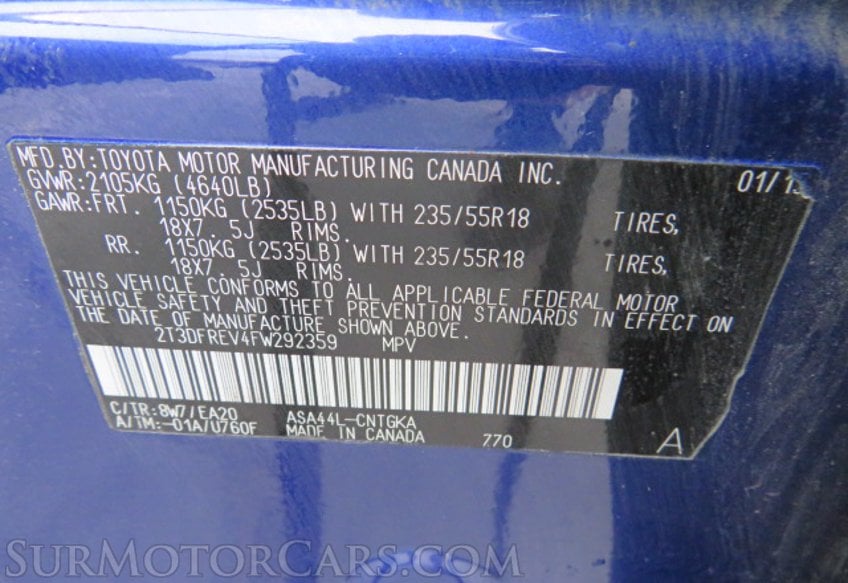 MFD.BY:TOYOTA MOTOR MANUFACTURING CANADA INC.
GVWR:2105KG (4640LB)
GAWR:FRT. 1150KG (2535LB) WITH 235/55R18 TIRES,
18X7.5J RIMS.
RR. 1150KG (2535LB) WITH 235/55R18 TIRES,
18X7.5J RIMS.
THIS VEHICLE CONFORMS TO ALL APPLICABLE FEDERAL MOTOR
VEHICLE SAFETY AND THEFT PREVENTION STANDARDS IN EFFECT ON
THE DATE OF MANUFACTURE SHOWN ABOVE.
2T3DFREV4FW292359 MPV
C/TR:8W7/EA20 ASA44L-CNTGKA
A/TM:-01A/U760F MADE IN CANADA 770 A
SurMotorCars.com